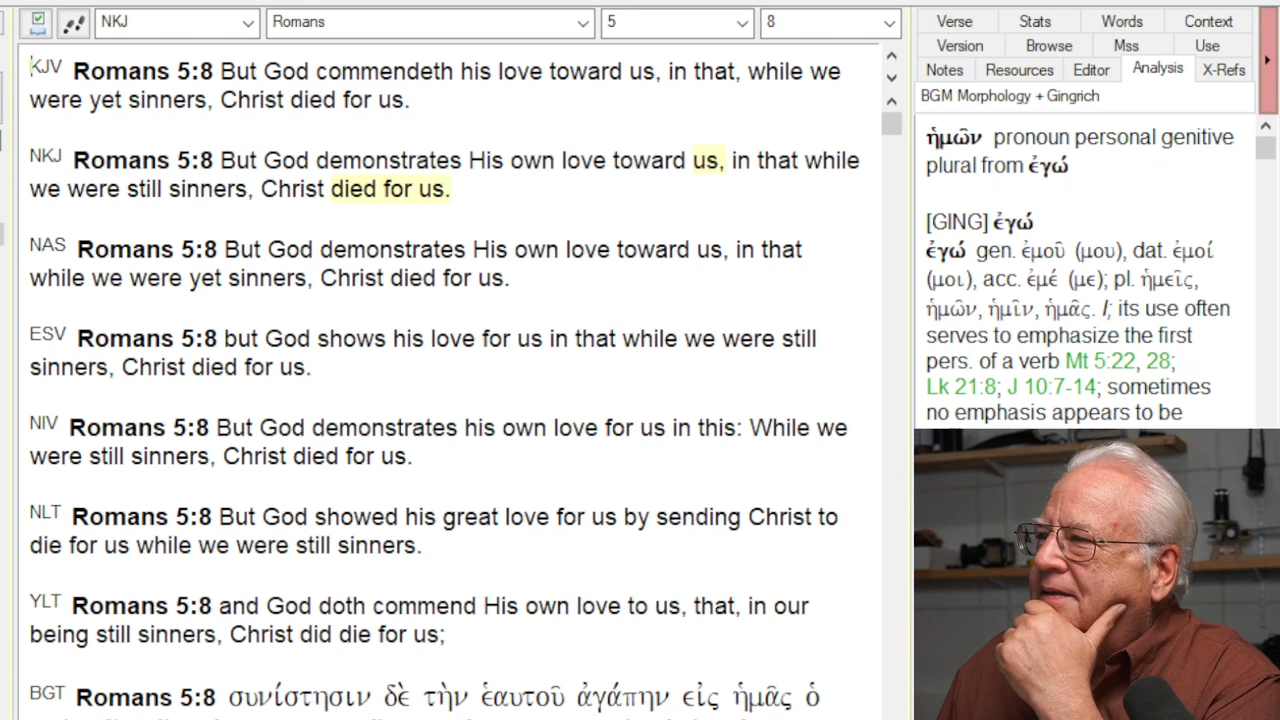 NKJ Romans 5 8
KJV Romans 5:8 But God commendeth his love toward us, in that, while we
were yet sinners, Christ died for us.
NKJ Romans 5:8 But God demonstrates His own love toward us, in that while
we were still sinners, Christ died for us.
NAS Romans 5:8 But God demonstrates His own love toward us, in that
while we were yet sinners, Christ died for us.
ESV Romans 5:8 but God shows his love for us in that while we were still
sinners, Christ died for us.
NIV Romans 5:8 But God demonstrates his own love for us in this: While we
were still sinners, Christ died for us.
NLT Romans 5:8 But God showed his great love for us by sending Christ to
die for us while we were still sinners.
YLT Romans 5:8 and God doth commend His own love to us, that, in our
being still sinners, Christ did die for us;
BGT Romans 5:8 συνίστησιν δὲ τὴν ἑαυτοῦ ἀγάπην εἰς ἡμᾶς ὁ
Verse Stats Words Context
Version Browse Mss Use
Notes Resources Editor Analysis X-Refs
BGM Morphology + Gingrich
ἡμῶν pronoun personal genitive
plural from ἐγώ
[GING] ἐγώ
ἐγώ gen. ἐμοῦ (μου), dat. ἐμοί
(μοι), acc. ἐμέ (με); pl. ἡμεῖς,
ἡμῶν, ἡμῖν, ἡμᾶς. I; its use often
serves to emphasize the first
pers. of a verb Mt 5:22, 28;
Lk 21:8; J 10:7-14; sometimes
no emphasis appears to be